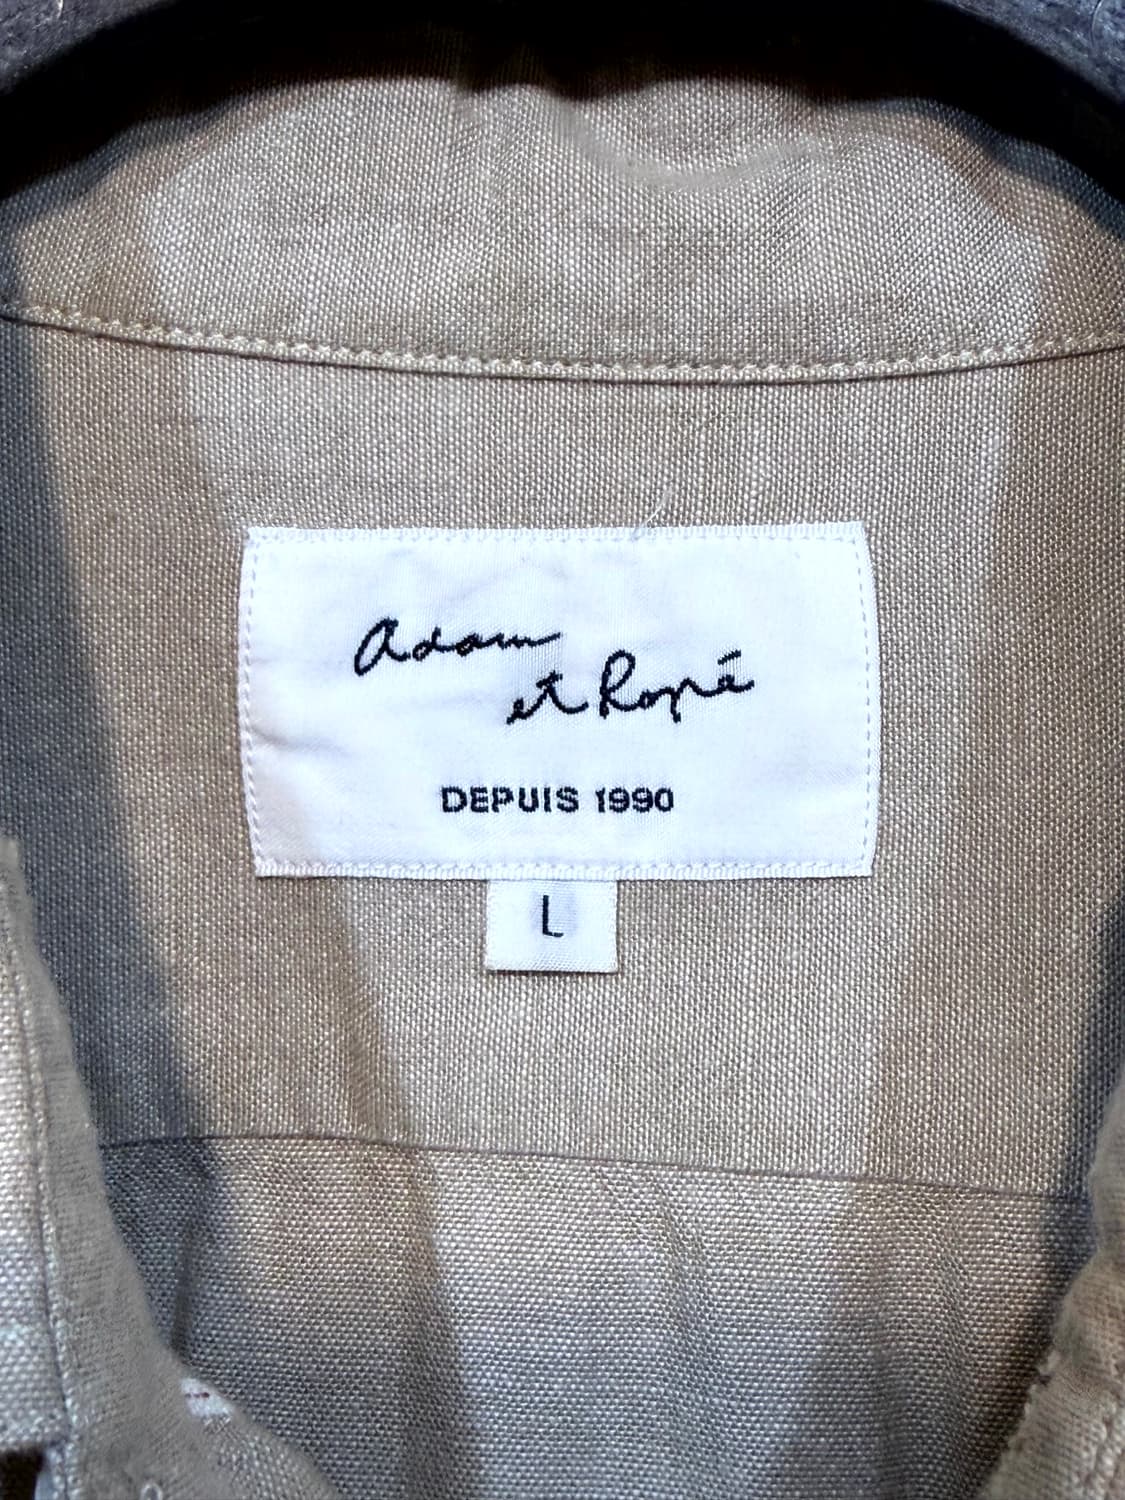 Adam
et Ropé
DEPUIS 1990
L